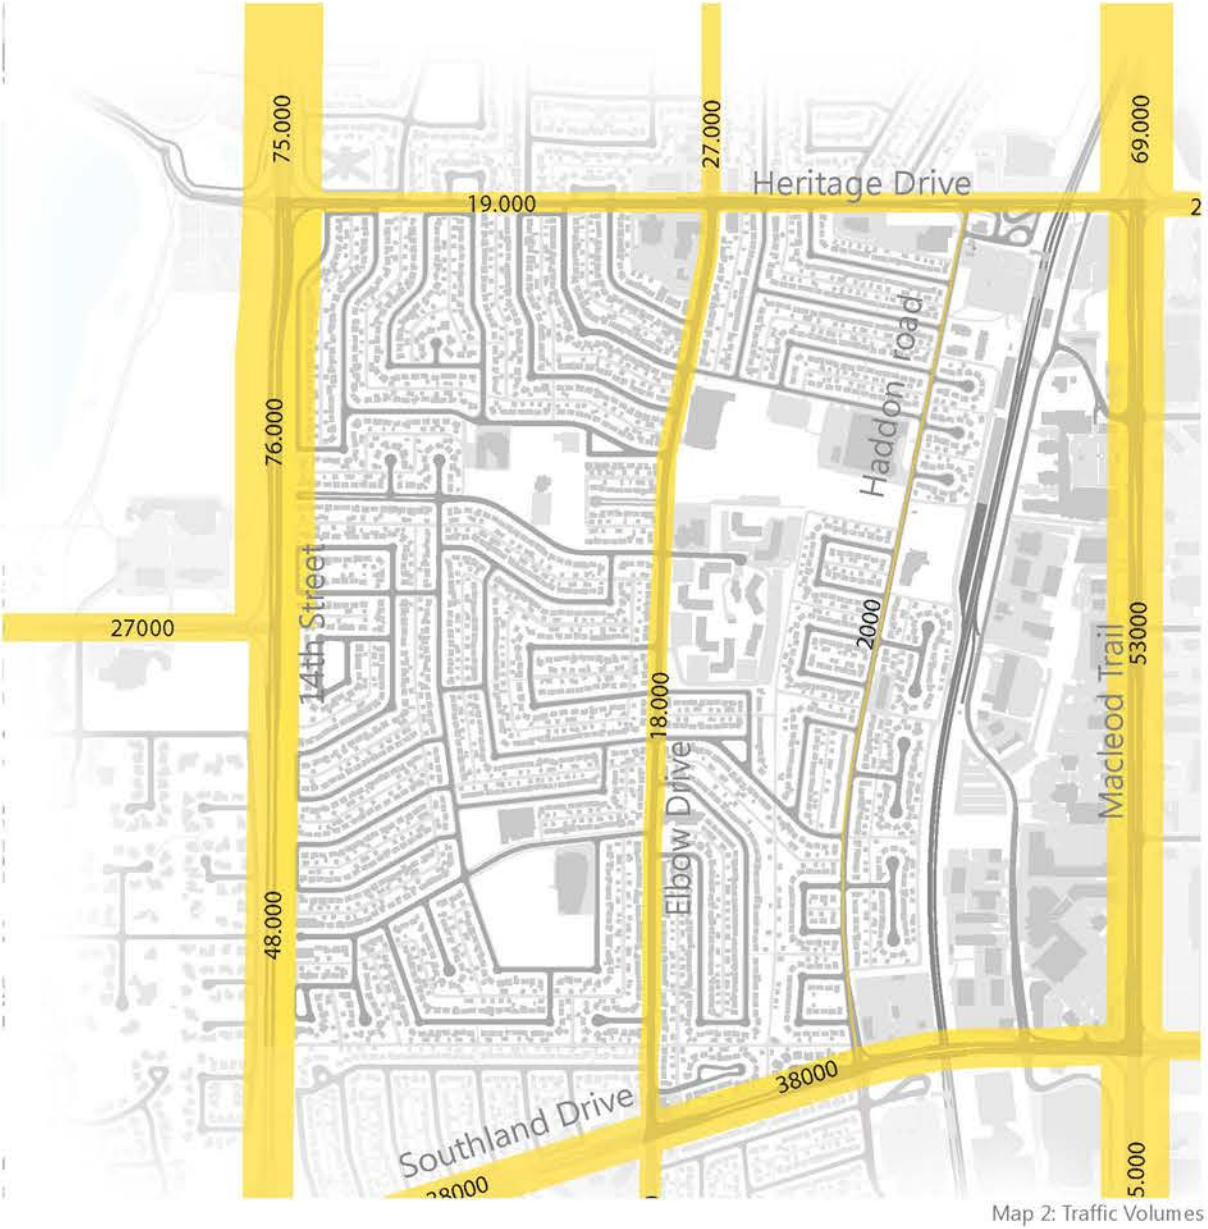 75.000
27.000
69.000
Heritage Drive
19.000
2
Haddon road
76.000
14th Street
27000
2000
53000
18.000
Macleod Trail
Elbow Drive
48.000
38000
Southland Drive
5.000
Map 2: Traffic Volumes